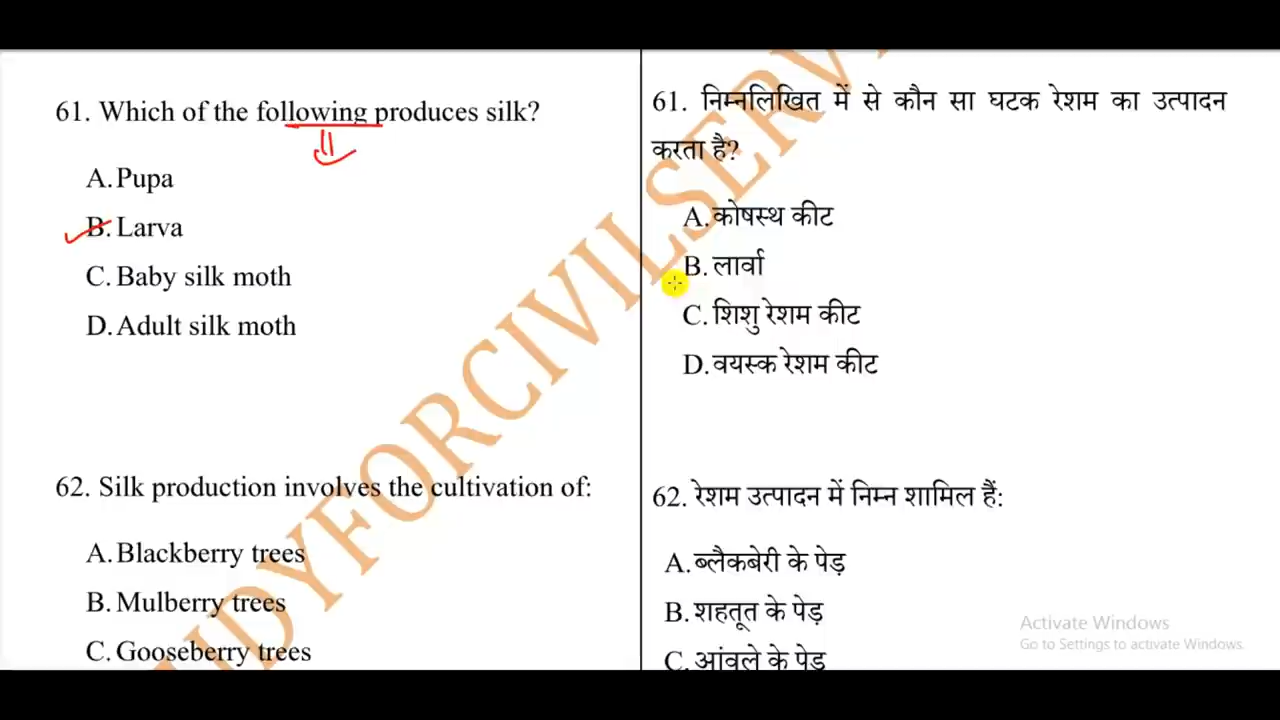 61. Which of the following produces silk?
A. Pupa
B. Larva
C. Baby silk moth
D. Adult silk moth
62. Silk production involves the cultivation of:
A. Blackberry trees
B. Mulberry trees
C. Gooseberry trees
61. निम्नलिखित में से कौन सा घटक रेशम का उत्पादन
करता है?
A. कोषस्थ कीट
B. लार्वा
C. शिशु रेशम कीट
D. वयस्क रेशम कीट
62. रेशम उत्पादन में निम्न शामिल हैं:
A. ब्लैकबेरी के पेड़
B. शहतूत के पेड़
C. आंवले के पेड़
Activate Windows
Go to Settings to activate Windows.